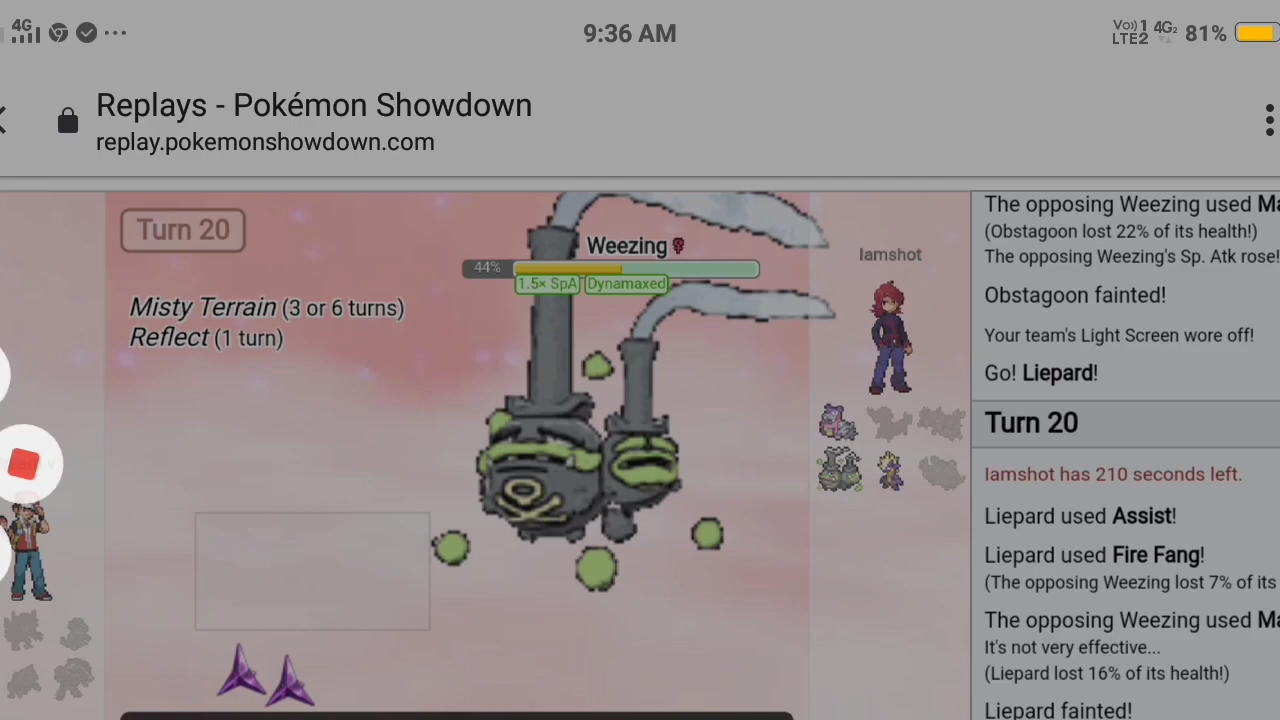 4G
9:36 AM
Vo)) 1 4G2
LTE2
81%
Replays - Pokémon Showdown
replay.pokemonshowdown.com
Turn 20
Weezing
44%
1.5× SpA Dynamaxed
Misty Terrain (3 or 6 turns)
Reflect (1 turn)
Iamshot
The opposing Weezing used Ma
(Obstagoon lost 22% of its health!)
The opposing Weezing's Sp. Atk rose!
Obstagoon fainted!
Your team's Light Screen wore off!
Go! Liepard!
Turn 20
Iamshot has 210 seconds left.
Liepard used Assist!
Liepard used Fire Fang!
(The opposing Weezing lost 7% of its
The opposing Weezing used Ma
It's not very effective...
(Liepard lost 16% of its health!)
Liepard fainted!